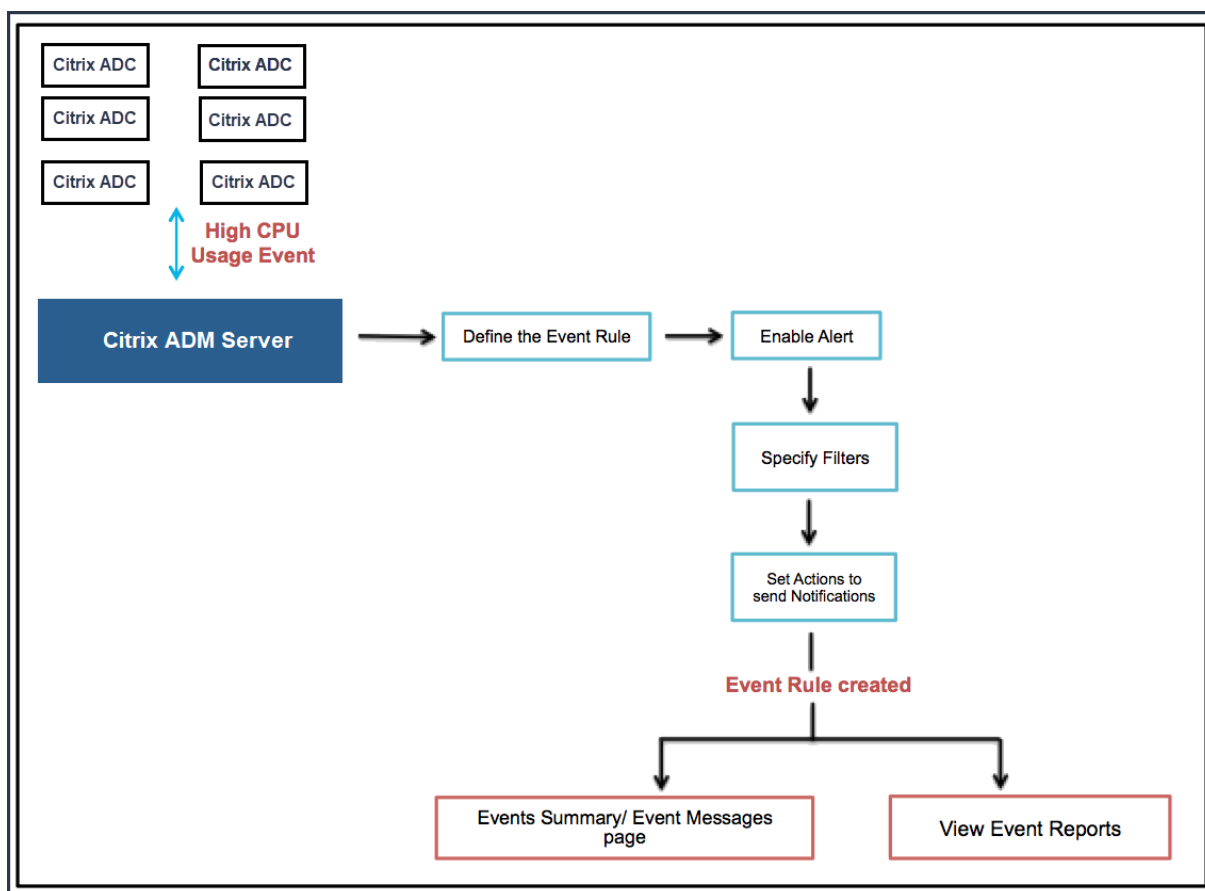 Citrix ADC
Citrix ADC
Citrix ADC
Citrix ADC
Citrix ADC
Citrix ADC
High CPU
Usage Event
Citrix ADM Server
Define the Event Rule
Enable Alert
Specify Filters
Set Actions to
send Notifications
Event Rule created
Events Summary/ Event Messages
page
View Event Reports